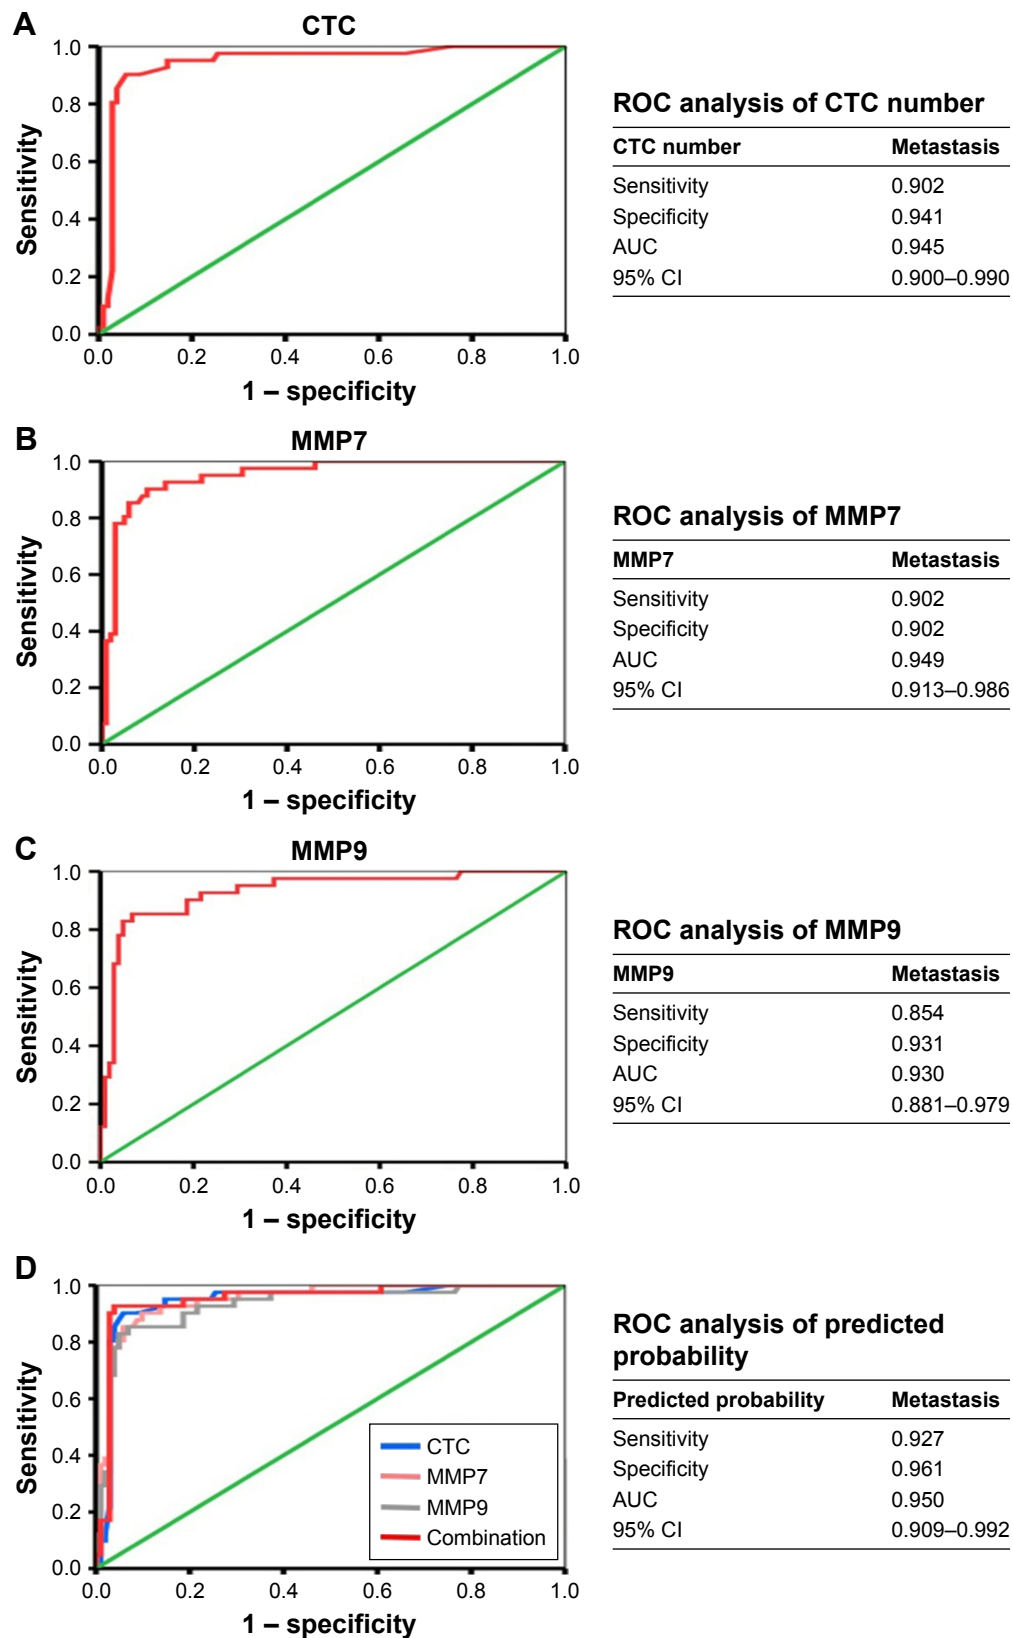 A
CTC
1.0
0.8
0.6
0.4
0.2
0.0
Sensitivity
0.0 0.2 0.4 0.6 0.8 1.0
1 – specificity
ROC analysis of CTC number
CTC number Metastasis
Sensitivity 0.902
Specificity 0.941
AUC 0.945
95% CI 0.900–0.990
B
MMP7
1.0
0.8
0.6
0.4
0.2
0.0
Sensitivity
0.0 0.2 0.4 0.6 0.8 1.0
1 – specificity
ROC analysis of MMP7
MMP7 Metastasis
Sensitivity 0.902
Specificity 0.902
AUC 0.949
95% CI 0.913–0.986
C
MMP9
1.0
0.8
0.6
0.4
0.2
0.0
Sensitivity
0.0 0.2 0.4 0.6 0.8 1.0
1 – specificity
ROC analysis of MMP9
MMP9 Metastasis
Sensitivity 0.854
Specificity 0.931
AUC 0.930
95% CI 0.881–0.979
D
1.0
0.8
0.6
0.4
0.2
0.0
Sensitivity
CTC
MMP7
MMP9
Combination
0.0 0.2 0.4 0.6 0.8 1.0
1 – specificity
ROC analysis of predicted
probability
Predicted probability Metastasis
Sensitivity 0.927
Specificity 0.961
AUC 0.950
95% CI 0.909–0.992